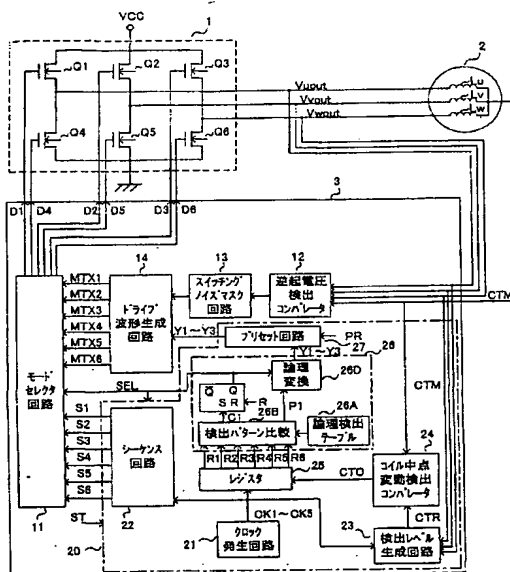 VCC
1
2
Q1
Q2
Q3
Q4
Q5
Q6
Vuout
Vvout
Vwout
Lu
Lv
Lw
D1
D4
D2
D5
D3
D6
3
14
13
12
MTX1
MTX2
MTX3
MTX4
MTX5
MTX6
ドライブ
波形生成
回路
スイッチング
ノイズマスク
回路
逆起電圧
検出
コンパレータ
CTM
Y1~Y3
プリセット回路
PR
27
Y1~Y3
26
SEL
論理
変換
26D
CTM
モード
セレクタ
回路
Q̅
Q
S
R
R
C1
26B
P1
26A
論理検出
テーブル
検出パターン比較
24
S1
S2
S3
S4
S5
S6
シーケンス
回路
R1
R2
R3
R4
R5
R6
25
レジスタ
CTO
コイル中点
変動検出
コンパレータ
11
ST
22
CK1~CK5
23
CTR
20
21
クロック
発生回路
検出レベル
生成回路